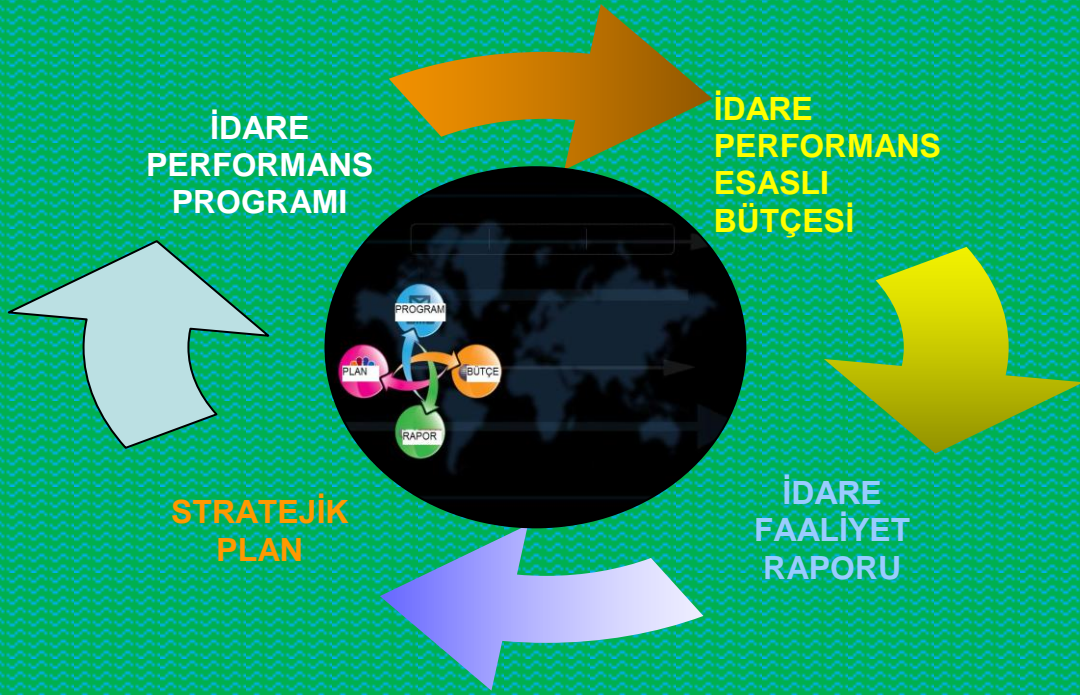 İDARE
PERFORMANS
PROGRAMI
İDARE
PERFORMANS
ESASLI
BÜTÇESİ
PROGRAM
PLAN
BÜTÇE
RAPOR
STRATEJİK
PLAN
İDARE
FAALİYET
RAPORU